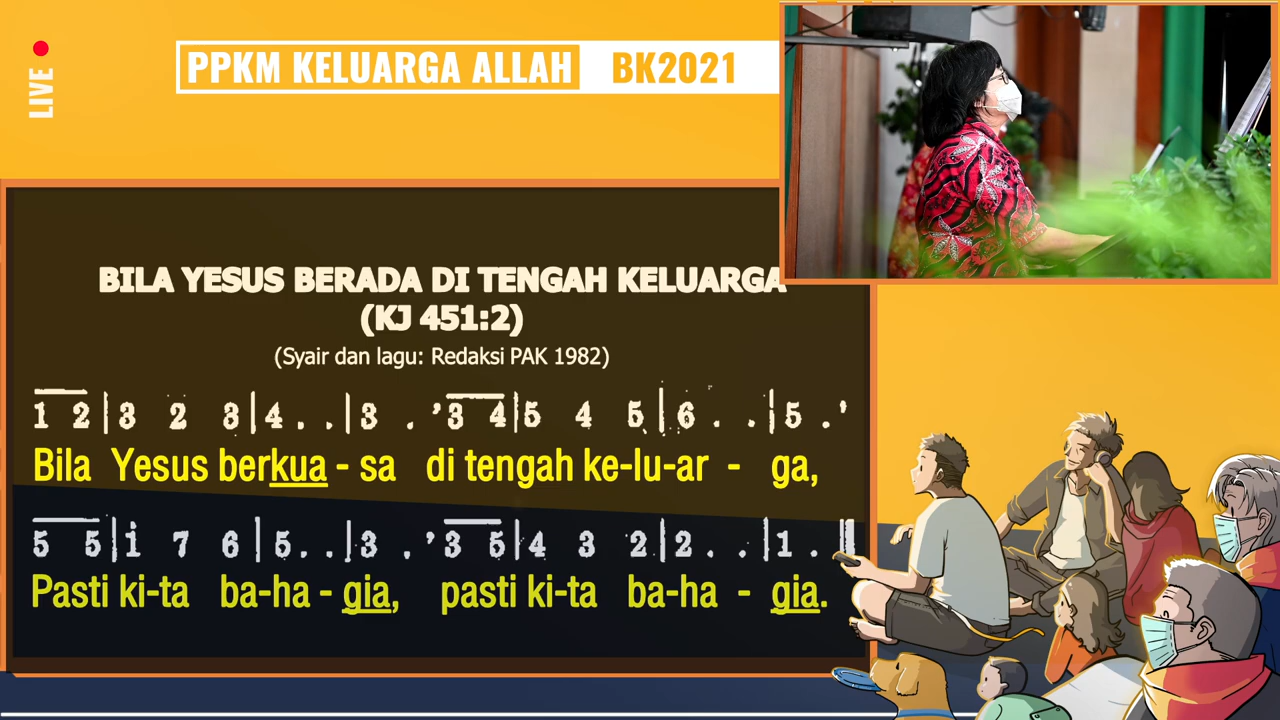 LIVE
PPKM KELUARGA ALLAH BK2021
BILA YESUS BERADA DI TENGAH KELUARGA
(KJ 451:2)
(Syair dan lagu: Redaksi PAK 1982)
1 2 | 3 2 3 | 4 . . | 3 . ’ 3 4 | 5 4 5 | 6 . . | 5 . ’
Bila Yesus berkua - sa di tengah ke-lu-ar - ga,
5 5 | i 7 6 | 5 . . | 3 . ’ 3 5 | 4 3 2 | 2 . . | 1 . ||
Pasti ki-ta ba-ha - gia, pasti ki-ta ba-ha - gia.